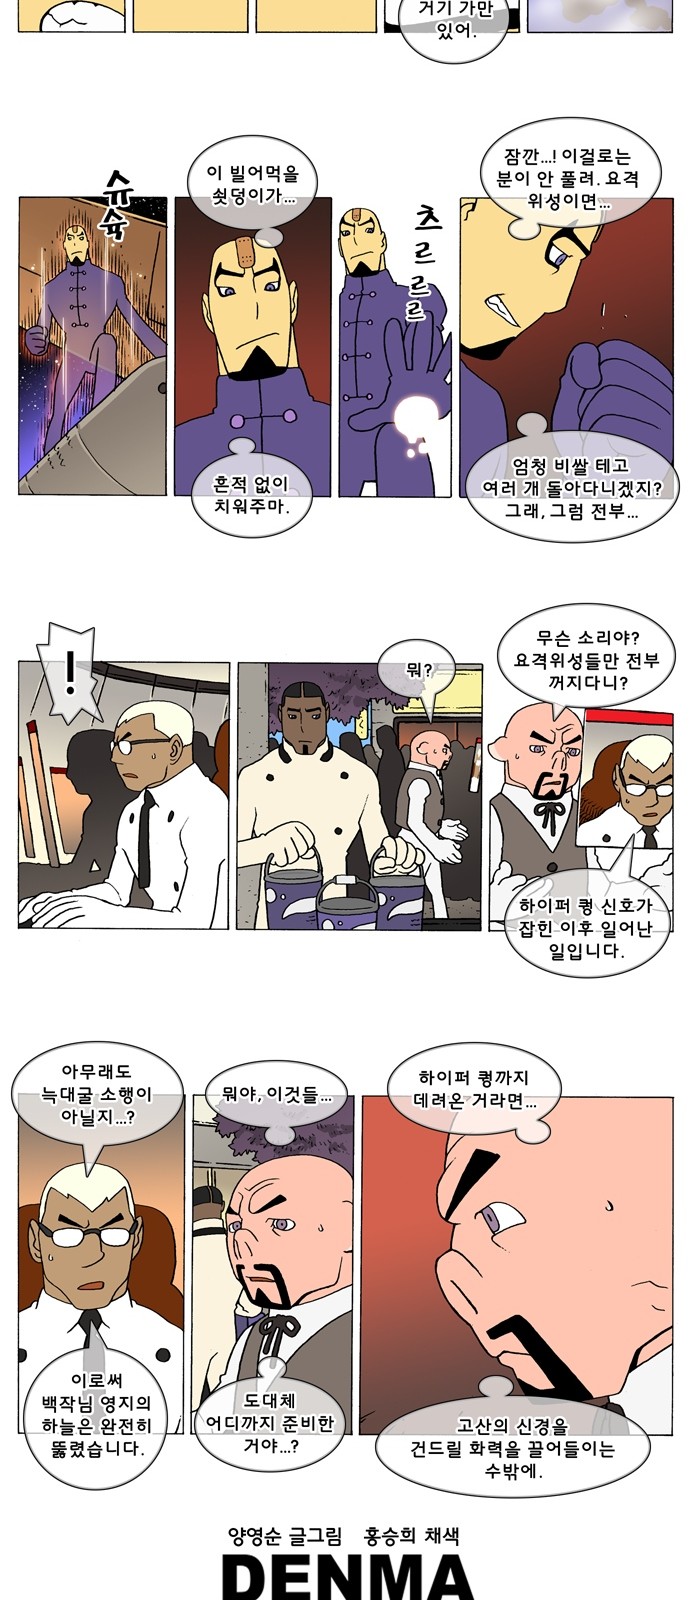 거기 가만
있어.
슈
슉
이 빌어먹을
쇳덩이가...
흔적 없이
치워주마.
츠
르
르
르
잠깐...! 이걸로는
분이 안 풀려. 요격
위성이면...
엄청 비쌀 테고
여러 개 돌아다니겠지?
그래, 그럼 전부...
!
뭐?
무슨 소리야?
요격위성들만 전부
꺼지다니?
하이퍼 퀑 신호가
잡힌 이후 일어난
일입니다.
아무래도
늑대굴 소행이
아닐지...?
이로써
백작님 영지의
하늘은 완전히
뚫렸습니다.
뭐야, 이것들...
도대체
어디까지 준비한
거야...?
하이퍼 퀑까지
데려온 거라면...
고산의 신경을
건드릴 화력을 끌어들이는
수밖에.
양영순 글그림 홍승희 채색
DENMA